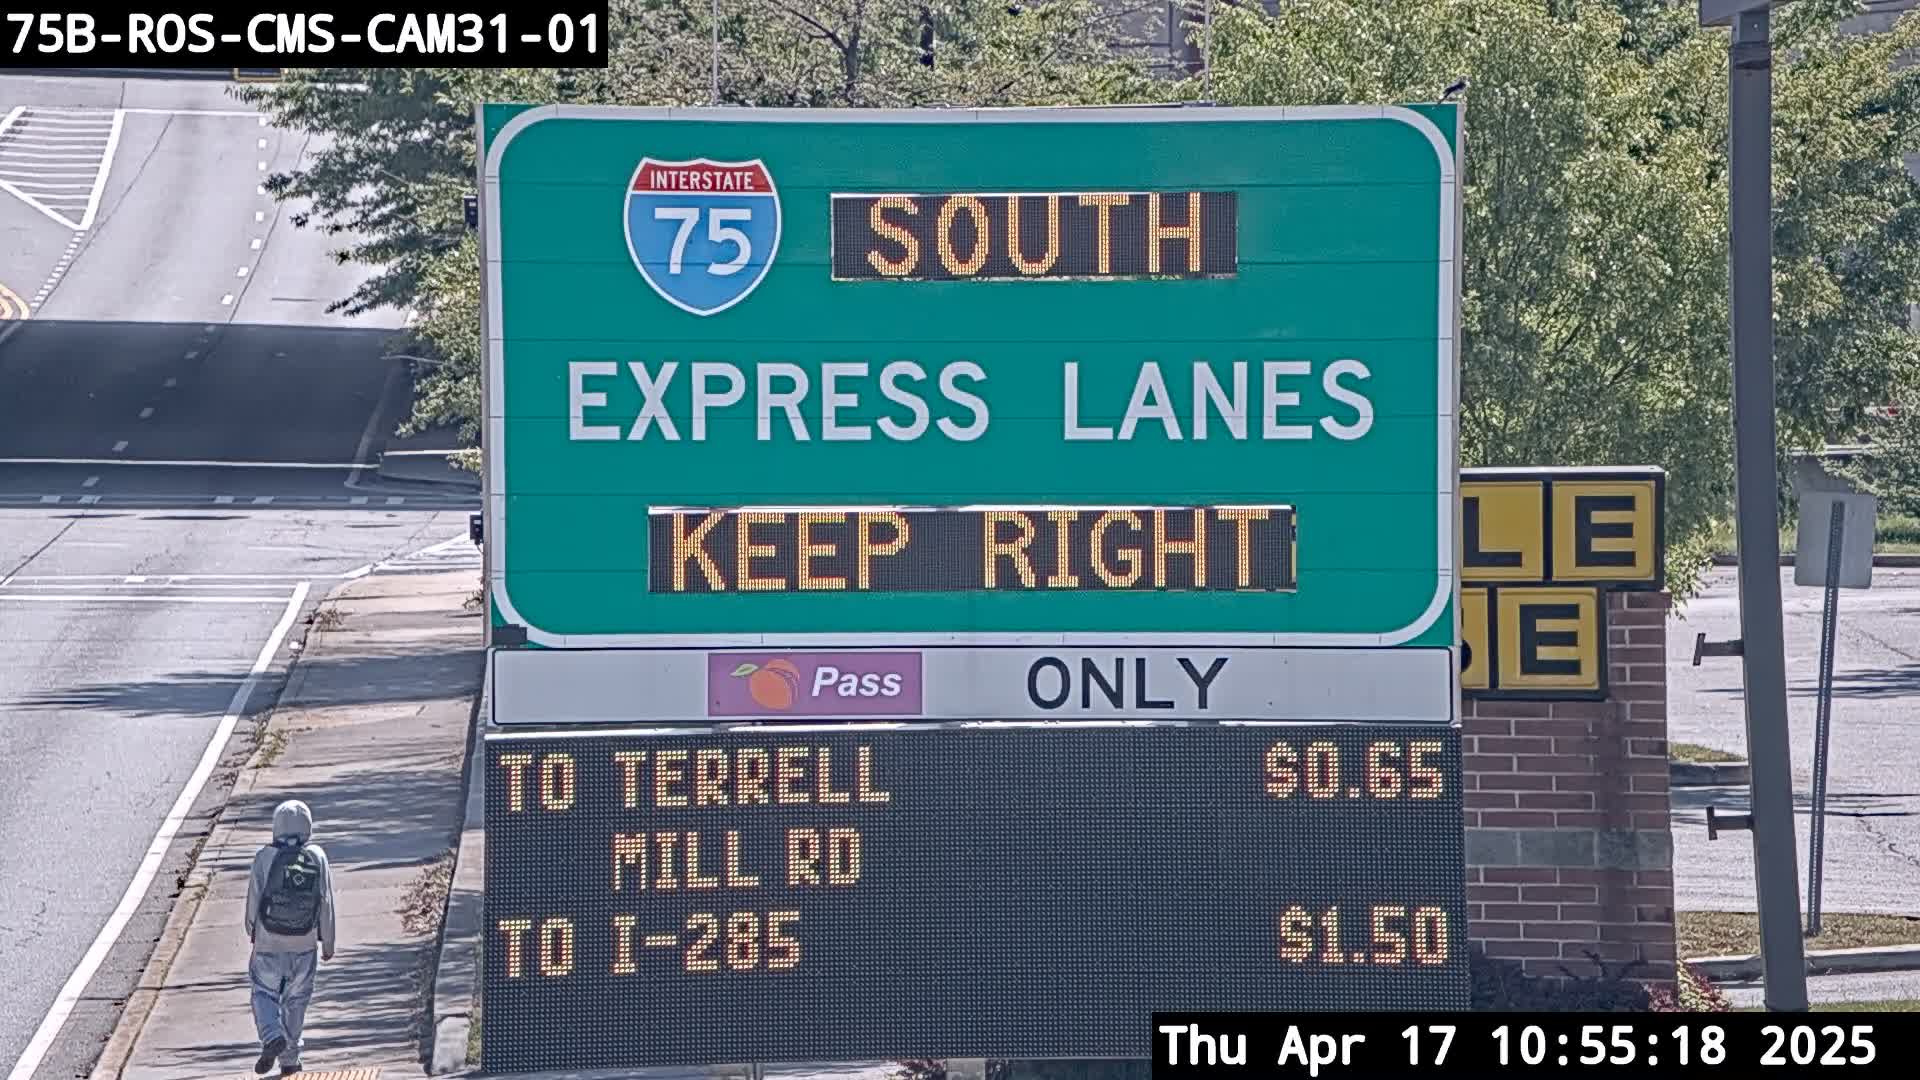 75B-ROS-CMS-CAM31-01
INTERSTATE
75
SOUTH
EXPRESS LANES
KEEP RIGHT
Pass ONLY
TO TERRELL $0.65
MILL RD
TO I-285 $1.50
LE
E
Thu Apr 17 10:55:18 2025